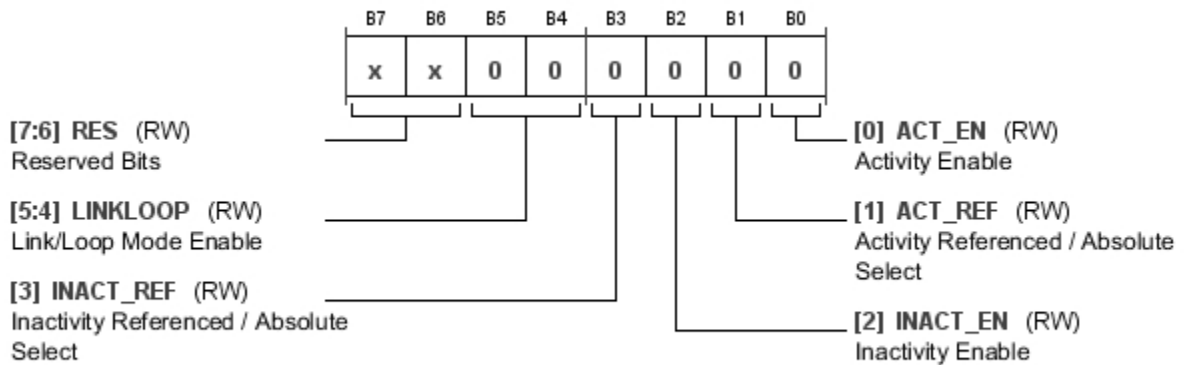 B7 B6 B5 B4 B3 B2 B1 B0
x x 0 0 0 0 0 0
[7:6] RES (RW)
Reserved Bits
[5:4] LINKLOOP (RW)
Link/Loop Mode Enable
[3] INACT_REF (RW)
Inactivity Referenced / Absolute
Select
[0] ACT_EN (RW)
Activity Enable
[1] ACT_REF (RW)
Activity Referenced / Absolute
Select
[2] INACT_EN (RW)
Inactivity Enable